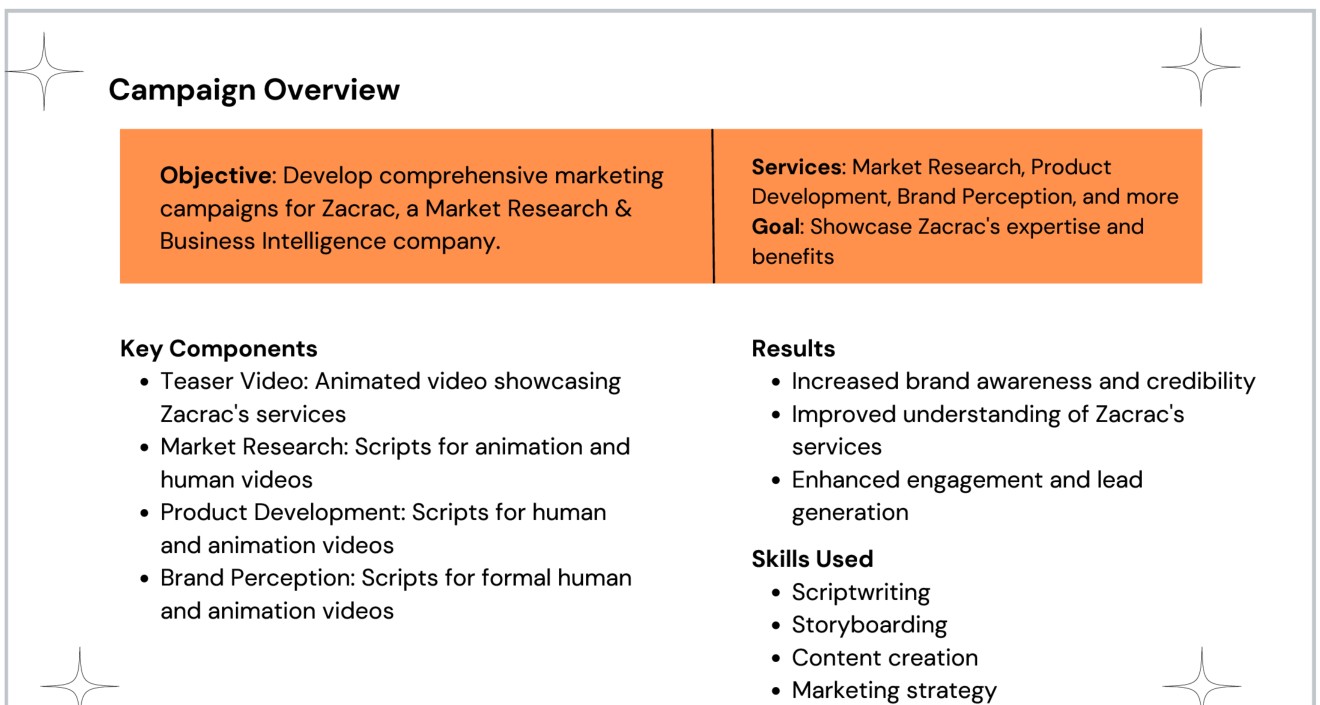 Campaign Overview
Objective: Develop comprehensive marketing
campaigns for Zacrac, a Market Research &
Business Intelligence company.
Services: Market Research, Product
Development, Brand Perception, and more
Goal: Showcase Zacrac's expertise and
benefits
Key Components
• Teaser Video: Animated video showcasing
Zacrac's services
• Market Research: Scripts for animation and
human videos
• Product Development: Scripts for human
and animation videos
• Brand Perception: Scripts for formal human
and animation videos
Results
• Increased brand awareness and credibility
• Improved understanding of Zacrac's
services
• Enhanced engagement and lead
generation
Skills Used
• Scriptwriting
• Storyboarding
• Content creation
• Marketing strategy